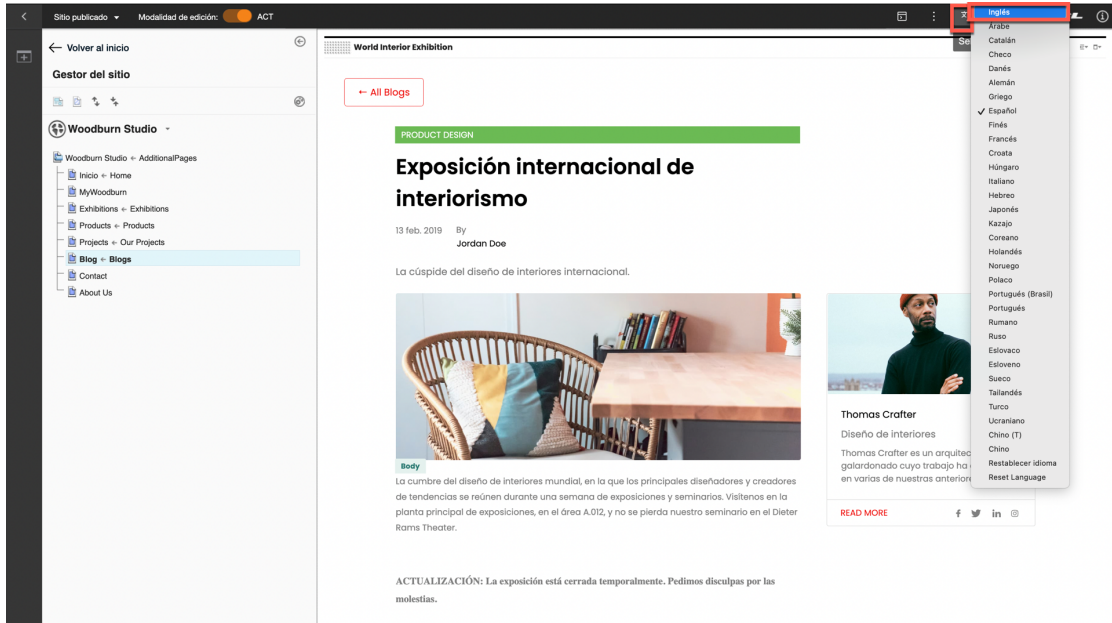 Sitio publicado
Modalidad de edición:
ACT
Volver al inicio
Gestor del sitio
Woodburn Studio
Woodburn Studio ← AdditionalPages
Inicio ← Home
MyWoodburn
Exhibitions ← Exhibitions
Products ← Products
Projects ← Our Projects
Blog ← Blogs
Contact
About Us
World Interior Exhibition
← All Blogs
PRODUCT DESIGN
Exposición internacional de
interiorismo
13 feb. 2019
By
Jordan Doe
La cúspide del diseño de interiores internacional.
Body
La cumbre del diseño de interiores mundial, en la que los principales diseñadores y creadores
de tendencias se reúnen durante una semana de exposiciones y seminarios. Visítenos en la
planta principal de exposiciones, en el área A.012, y no se pierda nuestro seminario en el Dieter
Rams Theater.
ACTUALIZACIÓN: La exposición está cerrada temporalmente. Pedimos disculpas por las
molestias.
Thomas Crafter
Diseño de interiores
Thomas Crafter es un arquitec
galardonado cuyo trabajo ha
en varias de nuestras anterior
READ MORE
Se
Inglés
Árabe
Catalán
Checo
Danés
Alemán
Griego
✓ Español
Finés
Francés
Croata
Húngaro
Italiano
Hebreo
Japonés
Kazajo
Coreano
Holandés
Noruego
Polaco
Portugués (Brasil)
Portugués
Rumano
Ruso
Eslovaco
Esloveno
Sueco
Tailandés
Turco
Ucraniano
Chino (T)
Chino
Restablecer idioma
Reset Language